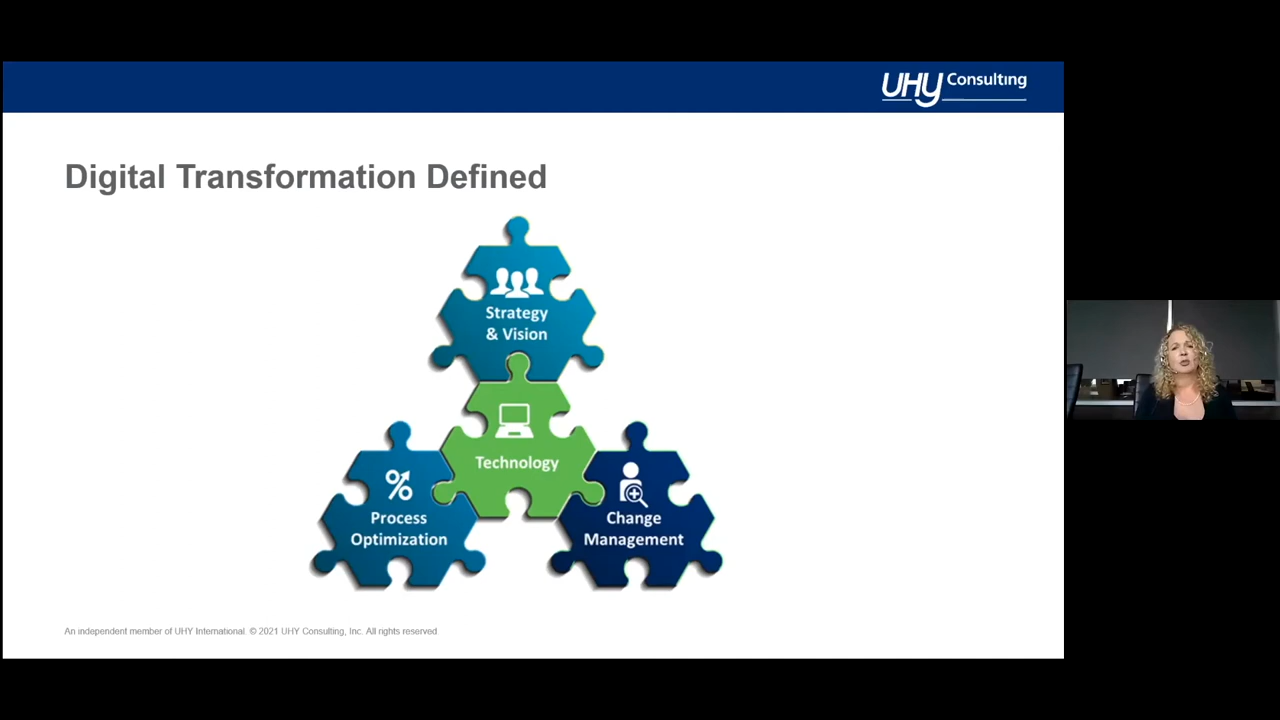 UHY Consulting
Digital Transformation Defined
Strategy
& Vision
Technology
Process
Optimization
Change
Management
An independent member of UHY International © 2021 UHY Consulting, Inc. All rights reserved